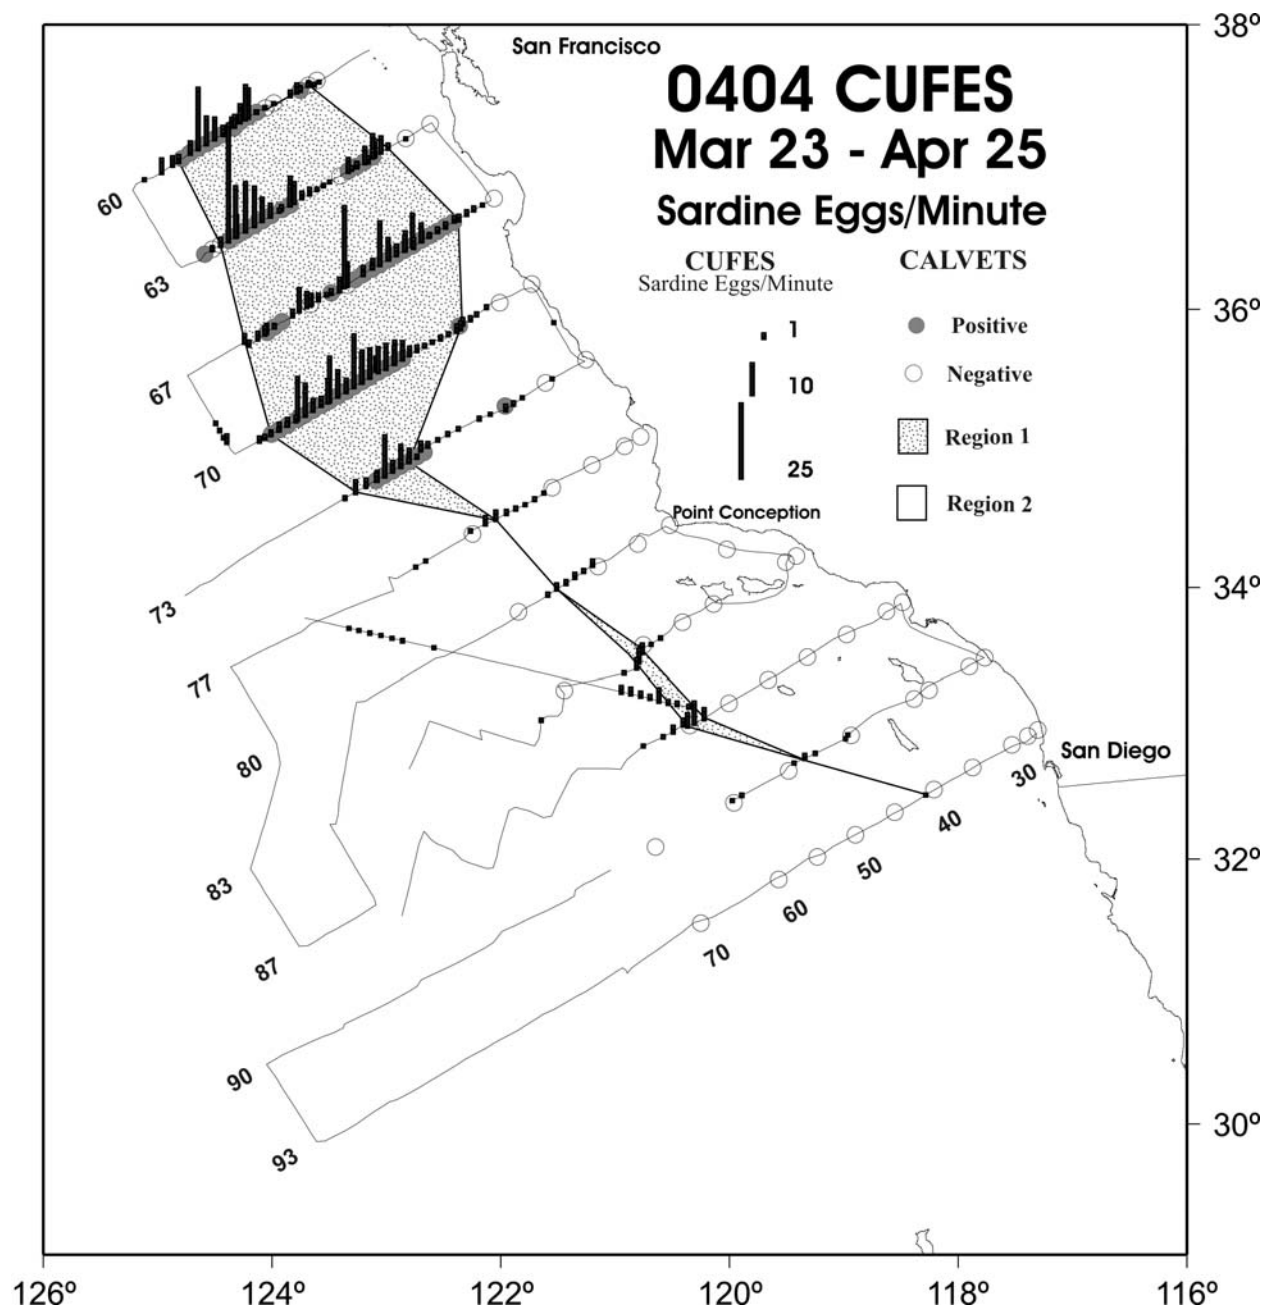 38º
San Francisco
0404 CUFES
Mar 23 - Apr 25
Sardine Eggs/Minute
CUFES
Sardine Eggs/Minute
1
10
25
CALVETS
Positive
Negative
Region 1
Region 2
60
63
36º
67
70
Point Conception
73
34º
77
80
San Diego
30
40
50
60
70
32º
83
87
90
93
30º
126º
124º
122º
120º
118º
116º